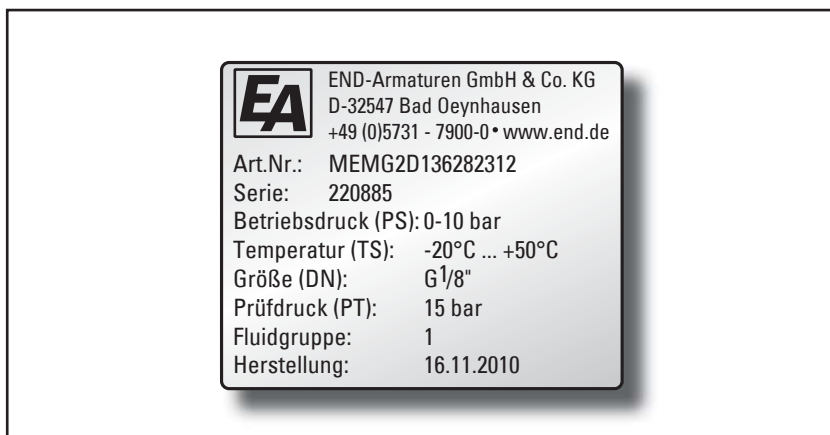 EA END-Armaturen GmbH & Co. KG
D-32547 Bad Oeynhausen
+49 (0)5731 - 7900-0 • www.end.de
Art.Nr.: MEMG2D136282312
Serie: 220885
Betriebsdruck (PS): 0-10 bar
Temperatur (TS): -20°C ... +50°C
Größe (DN): G1/8"
Prüfdruck (PT): 15 bar
Fluidgruppe: 1
Herstellung: 16.11.2010